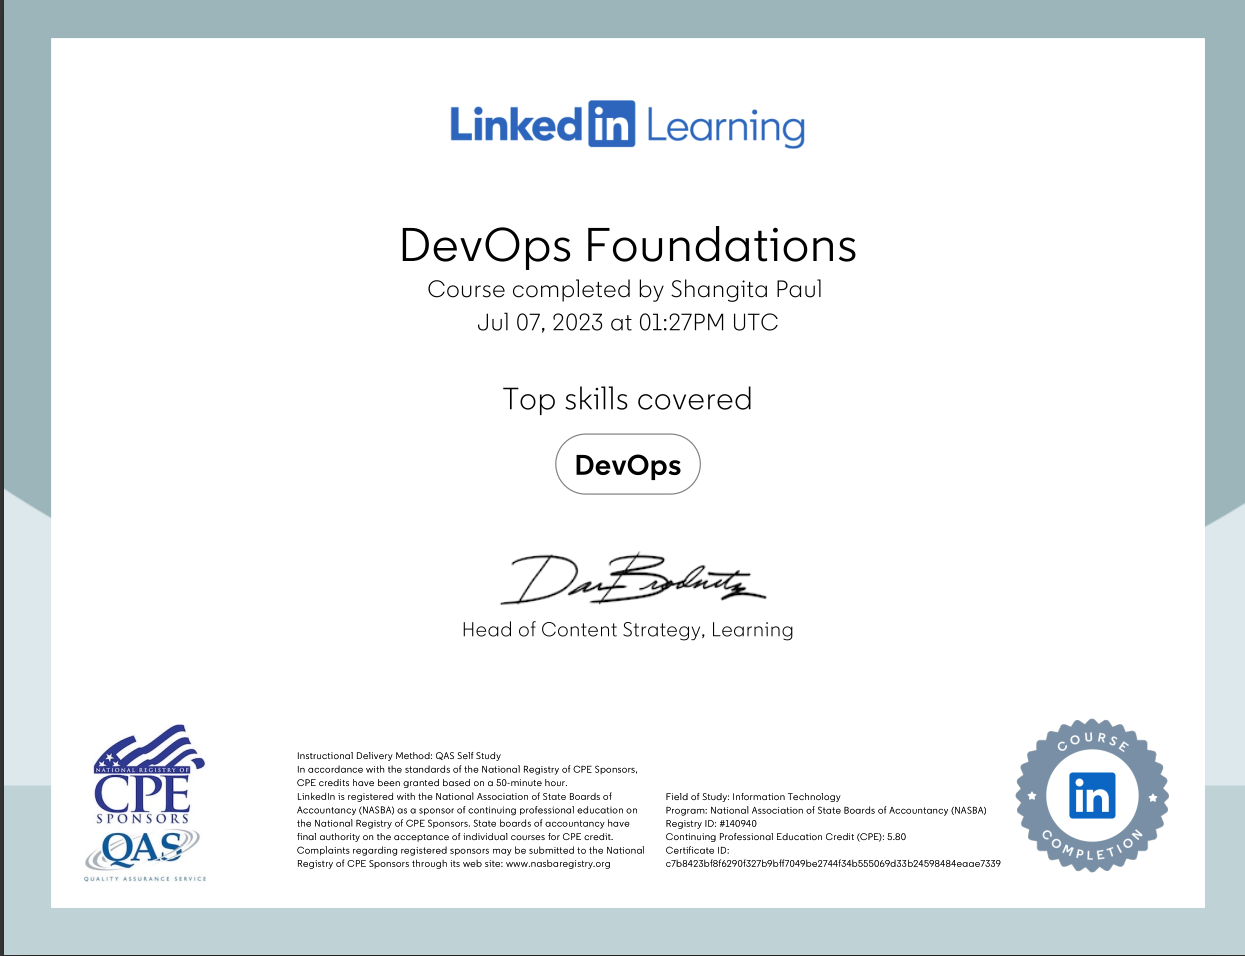 LinkedIn Learning
DevOps Foundations
Course completed by Shangita Paul
Jul 07, 2023 at 01:27PM UTC
Top skills covered
DevOps
Dan Brodnitz
Head of Content Strategy, Learning
NATIONAL REGISTRY OF
CPE
SPONSORS
QAS
QUALITY ASSURANCE SERVICE
Instructional Delivery Method: QAS Self Study
In accordance with the standards of the National Registry of CPE Sponsors,
CPE credits have been granted based on a 50-minute hour.
LinkedIn is registered with the National Association of State Boards of
Accountancy (NASBA) as a sponsor of continuing professional education on
the National Registry of CPE Sponsors. State boards of accountancy have
final authority on the acceptance of individual courses for CPE credit.
Complaints regarding registered sponsors may be submitted to the National
Registry of CPE Sponsors through its web site: www.nasbaregistry.org
Field of Study: Information Technology
Program: National Association of State Boards of Accountancy (NASBA)
Registry ID: #140940
Continuing Professional Education Credit (CPE): 5.80
Certificate ID:
c7b8423bf8f6290f327b9bff7049be2744f34b555069d33b24598484eaae7339
COURSE
in
COMPLETION